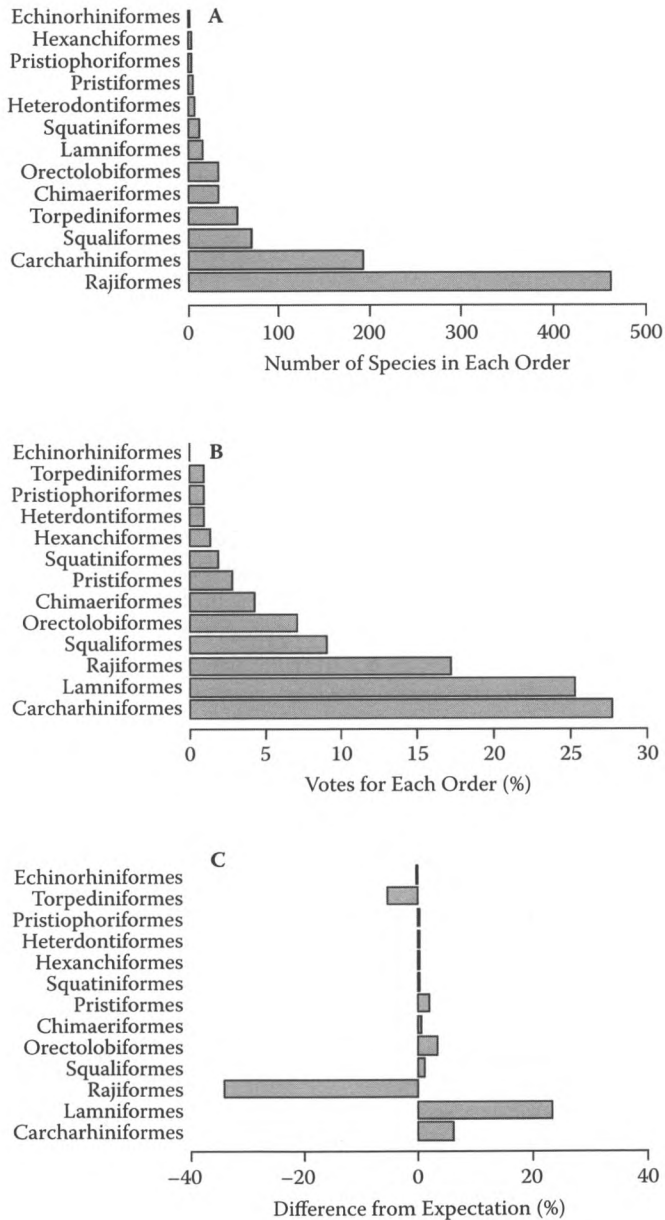 Echinorhiniformes A
Hexanchiformes
Pristiophoriformes
Pristiformes
Heterodontiformes
Squatiniformes
Lamniformes
Orectolobiformes
Chimaeriformes
Torpediniformes
Squaliformes
Carcharhiniformes
Rajiformes
0 100 200 300 400 500
Number of Species in Each Order
Echinorhiniformes B
Torpediniformes
Pristiophoriformes
Heterdontiformes
Hexanchiformes
Squatiniformes
Pristiformes
Chimaeriformes
Orectolobiformes
Squaliformes
Rajiformes
Lamniformes
Carcharhiniformes
0 5 10 15 20 25 30
Votes for Each Order (%)
C
Echinorhiniformes
Torpediniformes
Pristiophoriformes
Heterdontiformes
Hexanchiformes
Squatiniformes
Pristiformes
Chimaeriformes
Orectolobiformes
Squaliformes
Rajiformes
Lamniformes
Carcharhiniformes
–40 –20 0 20 40
Difference from Expectation (%)